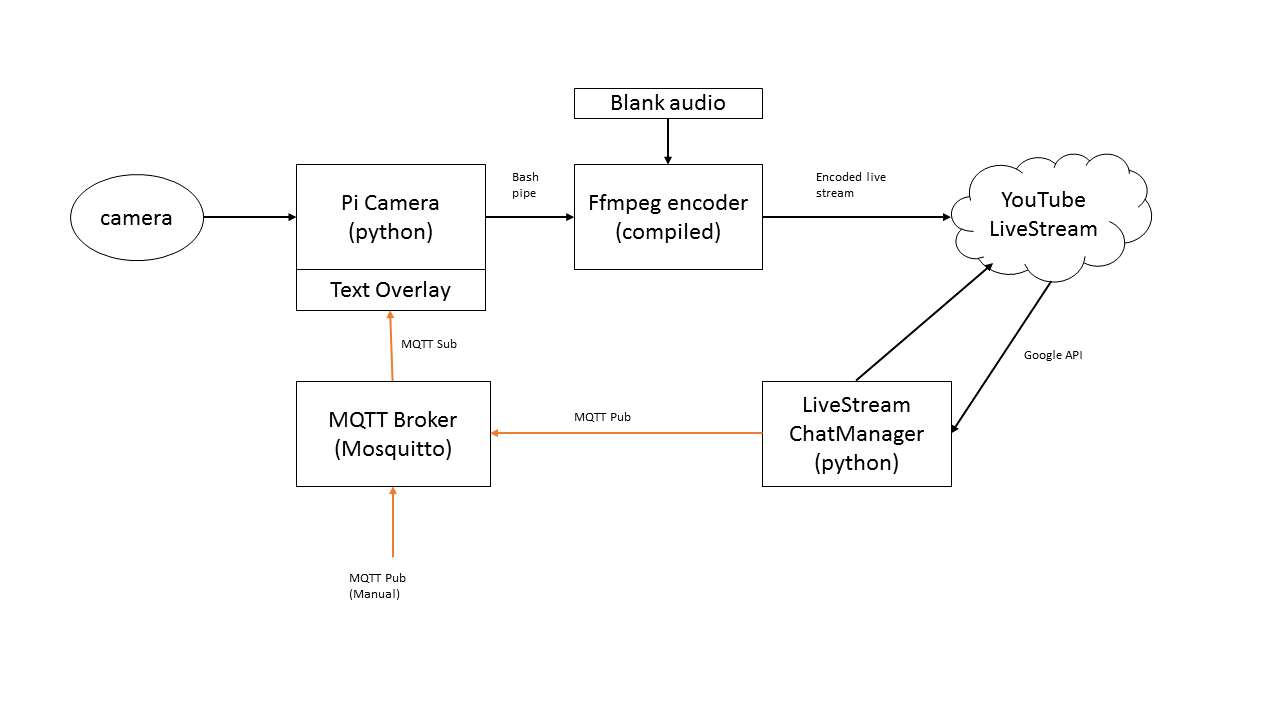 Blank audio
camera
Pi Camera
(python)
Text Overlay
Bash
pipe
Ffmpeg encoder
(compiled)
Encoded live
stream
YouTube
LiveStream
MQTT Sub
Google API
MQTT Broker
(Mosquitto)
MQTT Pub
LiveStream
ChatManager
(python)
MQTT Pub
(Manual)